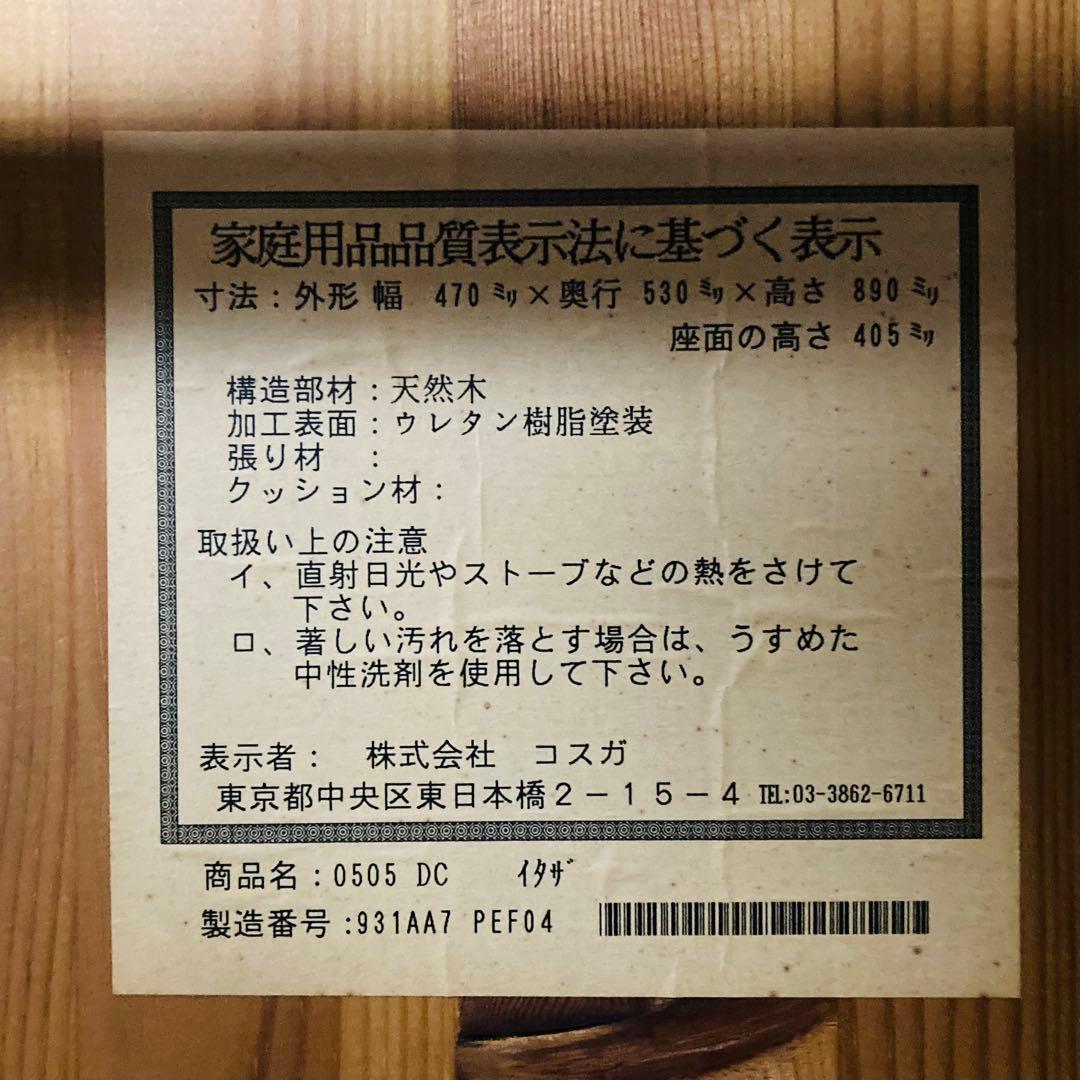 家庭用品品質表示法に基づく表示
寸法：外形 幅 470㍉×奥行 530㍉×高さ 890㍉
座面の高さ 405㍉
構造部材：天然木
加工表面：ウレタン樹脂塗装
張り材　：
クッション材：
取扱い上の注意
イ、直射日光やストーブなどの熱をさけて
下さい。
ロ、著しい汚れを落とす場合は、うすめた
中性洗剤を使用して下さい。
表示者：　株式会社　コスガ
東京都中央区東日本橋２－１５－４ TEL:03-3862-6711
商品名：0505 DC　　ｲﾀｻﾞ
製造番号：931AA7 PEF04